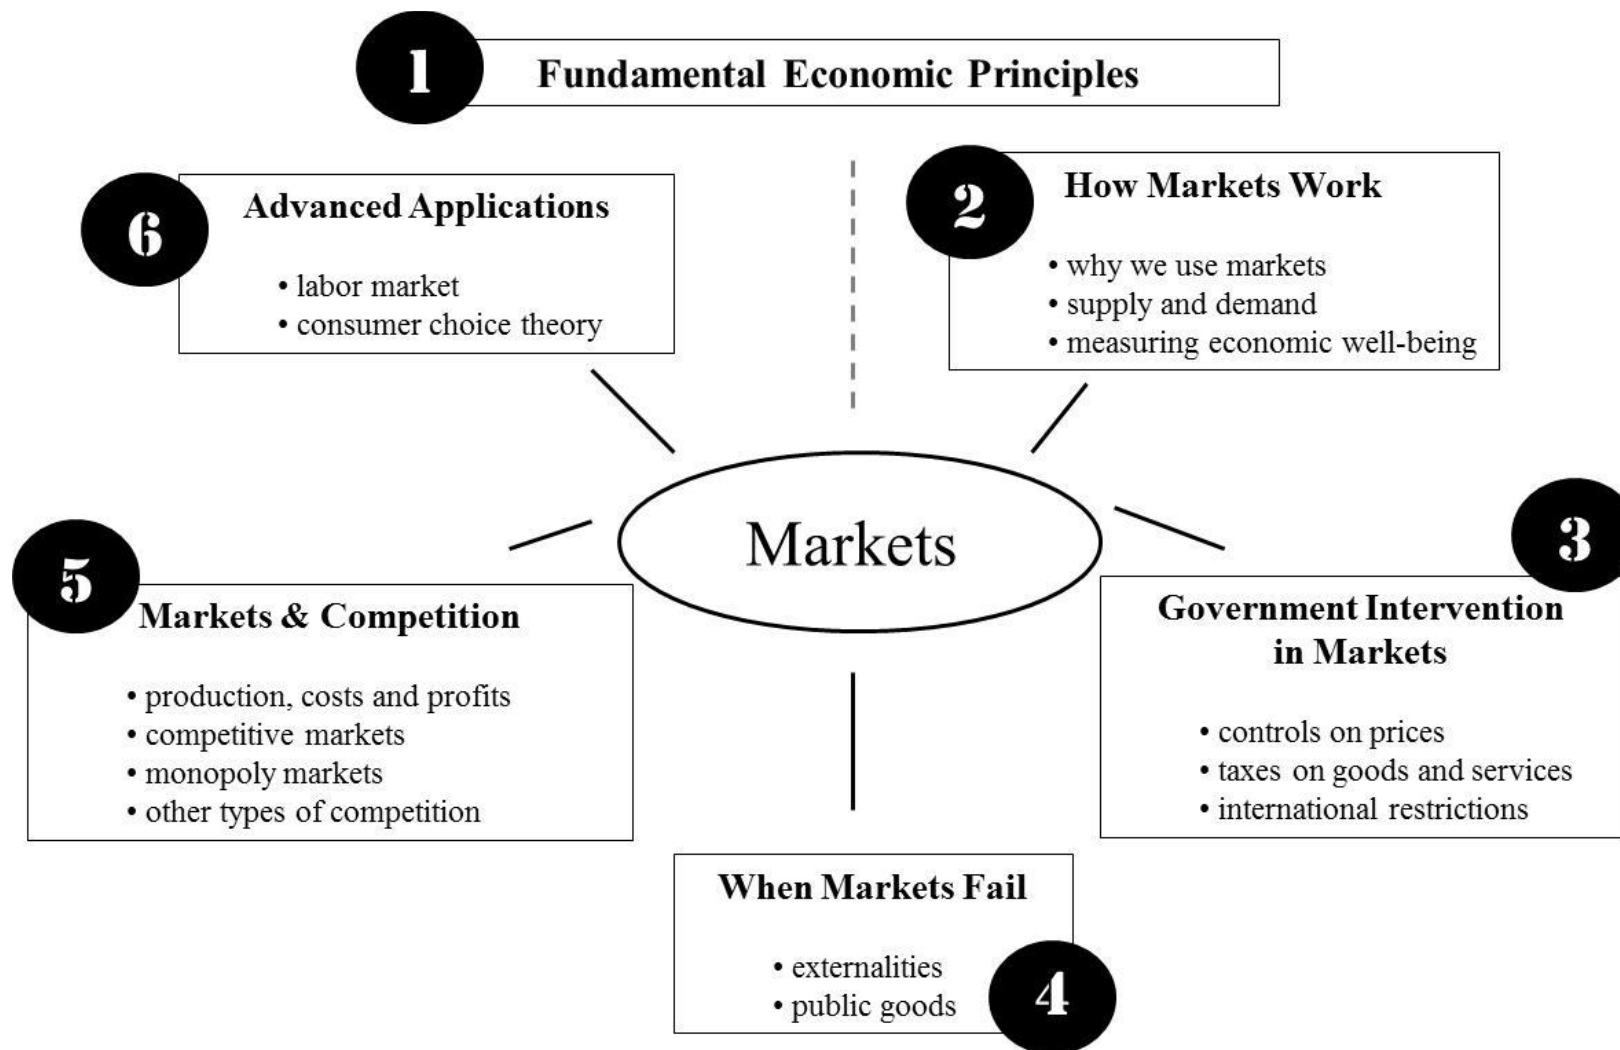 1
Fundamental Economic Principles
2
How Markets Work
• why we use markets
• supply and demand
• measuring economic well-being
3
Government Intervention
in Markets
• controls on prices
• taxes on goods and services
• international restrictions
4
When Markets Fail
• externalities
• public goods
5
Markets & Competition
• production, costs and profits
• competitive markets
• monopoly markets
• other types of competition
6
Advanced Applications
• labor market
• consumer choice theory
Markets